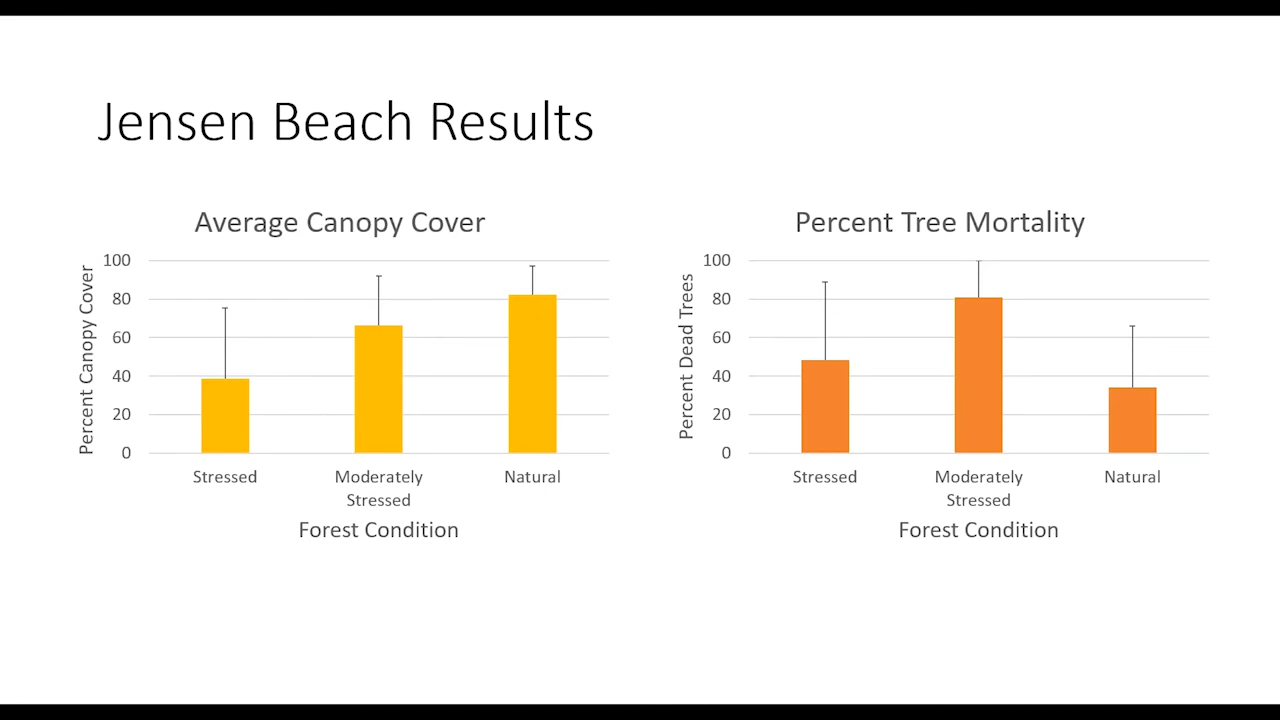 Jensen Beach Results
Average Canopy Cover
Percent Canopy Cover
100
80
60
40
20
0
Stressed
Moderately
Stressed
Natural
Forest Condition
Percent Tree Mortality
Percent Dead Trees
100
80
60
40
20
0
Stressed
Moderately
Stressed
Natural
Forest Condition